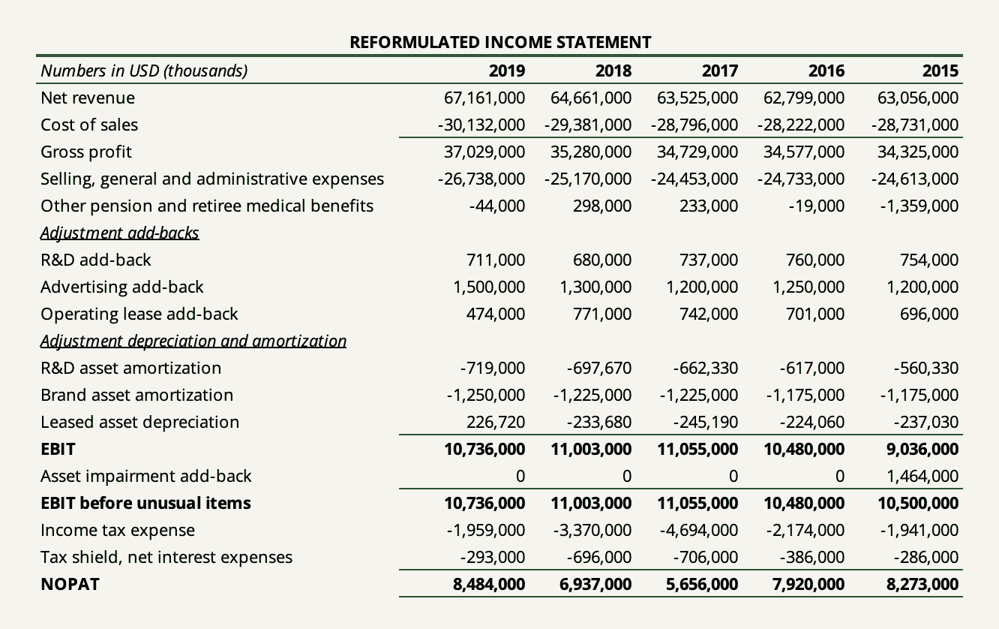 REFORMULATED INCOME STATEMENT
Numbers in USD (thousands) 2019 2018 2017 2016 2015
Net revenue 67,161,000 64,661,000 63,525,000 62,799,000 63,056,000
Cost of sales -30,132,000 -29,381,000 -28,796,000 -28,222,000 -28,731,000
Gross profit 37,029,000 35,280,000 34,729,000 34,577,000 34,325,000
Selling, general and administrative expenses -26,738,000 -25,170,000 -24,453,000 -24,733,000 -24,613,000
Other pension and retiree medical benefits -44,000 298,000 233,000 -19,000 -1,359,000
Adjustment add-backs
R&D add-back 711,000 680,000 737,000 760,000 754,000
Advertising add-back 1,500,000 1,300,000 1,200,000 1,250,000 1,200,000
Operating lease add-back 474,000 771,000 742,000 701,000 696,000
Adjustment depreciation and amortization
R&D asset amortization -719,000 -697,670 -662,330 -617,000 -560,330
Brand asset amortization -1,250,000 -1,225,000 -1,225,000 -1,175,000 -1,175,000
Leased asset depreciation 226,720 -233,680 -245,190 -224,060 -237,030
EBIT 10,736,000 11,003,000 11,055,000 10,480,000 9,036,000
Asset impairment add-back 0 0 0 0 1,464,000
EBIT before unusual items 10,736,000 11,003,000 11,055,000 10,480,000 10,500,000
Income tax expense -1,959,000 -3,370,000 -4,694,000 -2,174,000 -1,941,000
Tax shield, net interest expenses -293,000 -696,000 -706,000 -386,000 -286,000
NOPAT 8,484,000 6,937,000 5,656,000 7,920,000 8,273,000